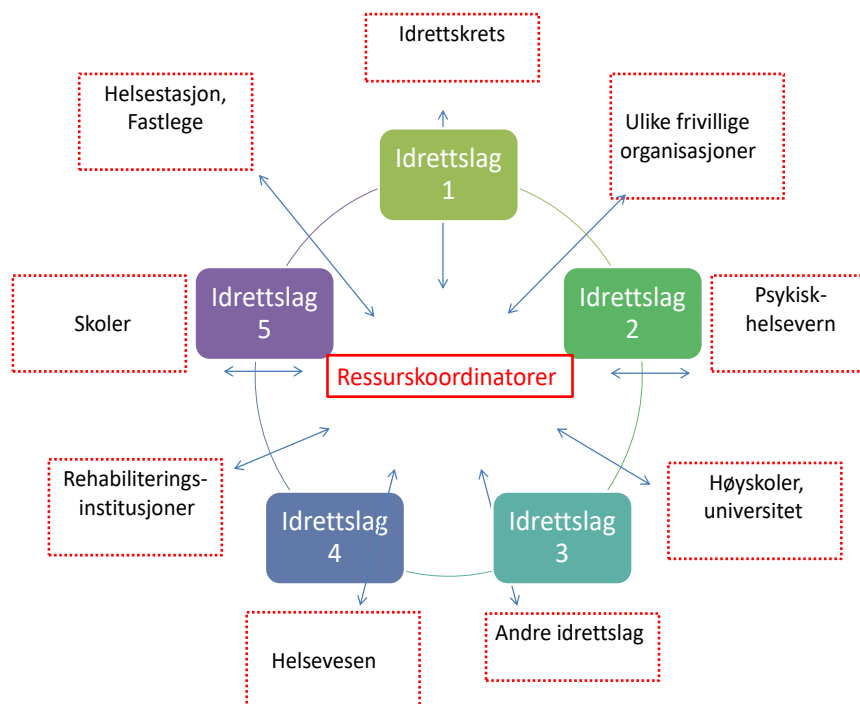 Idrettskrets
Helsestasjon,
Fastlege
Ulike frivillige
organisasjoner
Idrettslag
1
Idrettslag
5
Idrettslag
2
Skoler
Psykisk-
helsevern
Ressurskoordinatorer
Rehabiliterings-
institusjoner
Høyskoler,
universitet
Idrettslag
4
Idrettslag
3
Helsevesen
Andre idrettslag